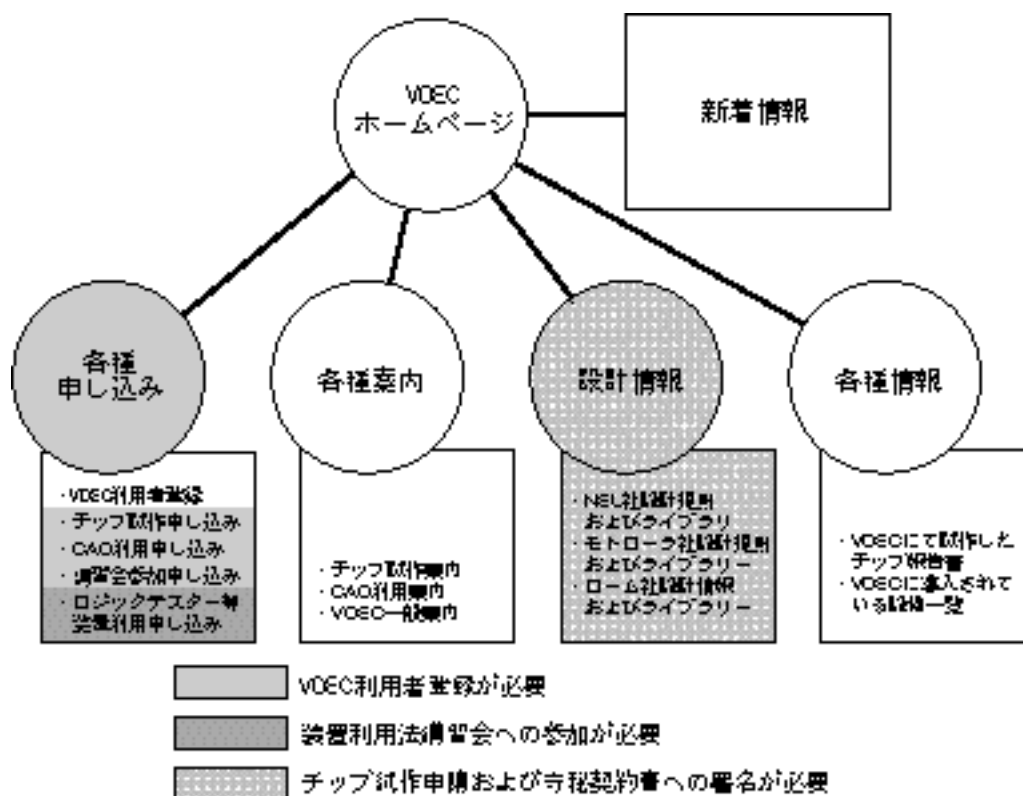 VDEC
ホームページ
新着情報
各種
申し込み
各種案内
設計情報
各種情報
・VDEC利用者登録
・チップ試作申し込み
・CAD利用申し込み
・講習会参加申し込み
・ロジックテスター等
装置利用申し込み
・チップ試作案内
・CAD利用案内
・VDEC一般案内
・NEL社設計規則
およびライブラリ
・モトローラ社設計規則
およびライブラリー
・ローム社設計情報
およびライブラリー
・VDECにて試作した
チップ報告書
・VDECに導入されて
いる設備一覧
VDEC利用者登録が必要
装置利用法講習会への参加が必要
チップ試作申請および守秘契約書への署名が必要